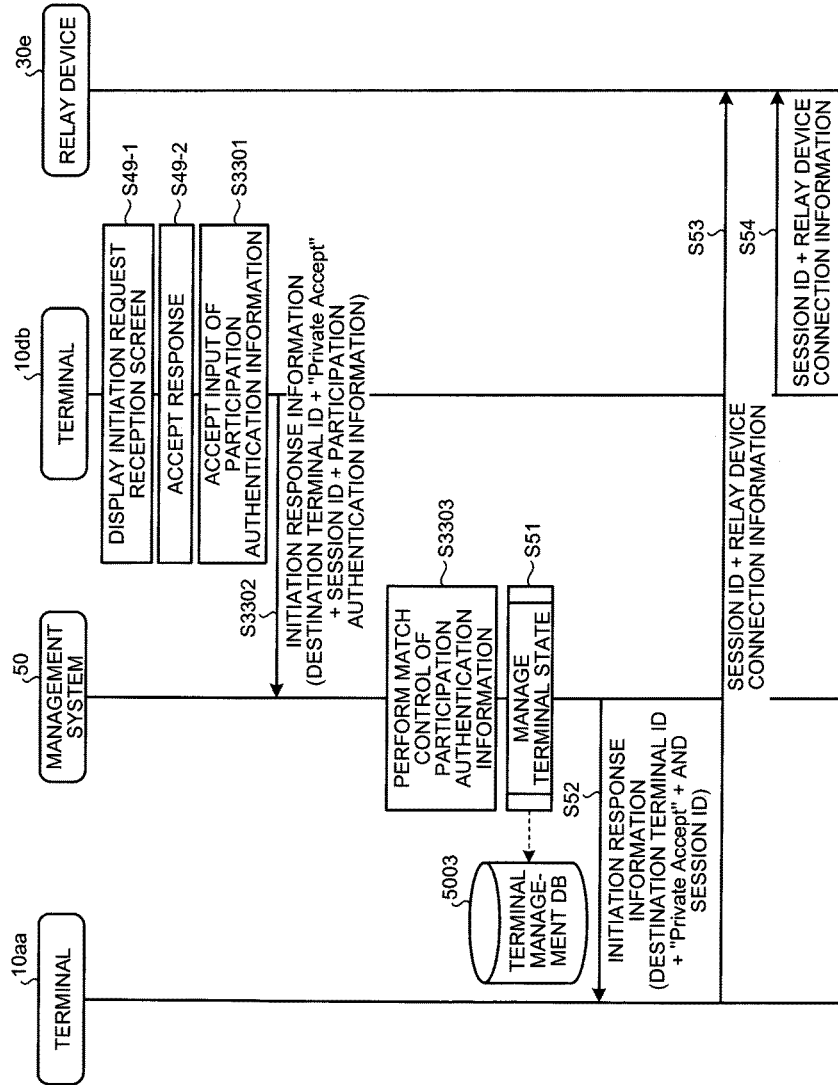 10aa
TERMINAL
50
MANAGEMENT
SYSTEM
10db
TERMINAL
30e
RELAY DEVICE
DISPLAY INITIATION REQUEST
RECEPTION SCREEN
S49-1
ACCEPT RESPONSE
S49-2
ACCEPT INPUT OF
PARTICIPATION
AUTHENTICATION INFORMATION
S3301
S3302
INITIATION RESPONSE INFORMATION
(DESTINATION TERMINAL ID + "Private Accept"
+ SESSION ID + PARTICIPATION
AUTHENTICATION INFORMATION)
PERFORM MATCH
CONTROL OF
PARTICIPATION
AUTHENTICATION
INFORMATION
S3303
5003
TERMINAL
MANAGE-
MENT DB
MANAGE
TERMINAL STATE
S51
S52
INITIATION RESPONSE
INFORMATION
(DESTINATION TERMINAL ID
+ "Private Accept" + AND
SESSION ID)
S53
SESSION ID + RELAY DEVICE
CONNECTION INFORMATION
S54
SESSION ID + RELAY DEVICE
CONNECTION INFORMATION